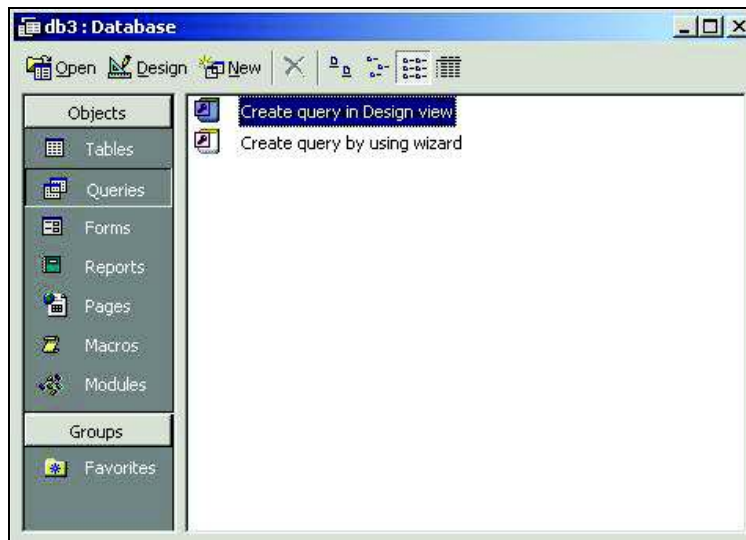 db3 : Database
Open Design New
Objects
Tables
Queries
Forms
Reports
Pages
Macros
Modules
Groups
Favorites
Create query in Design view
Create query by using wizard